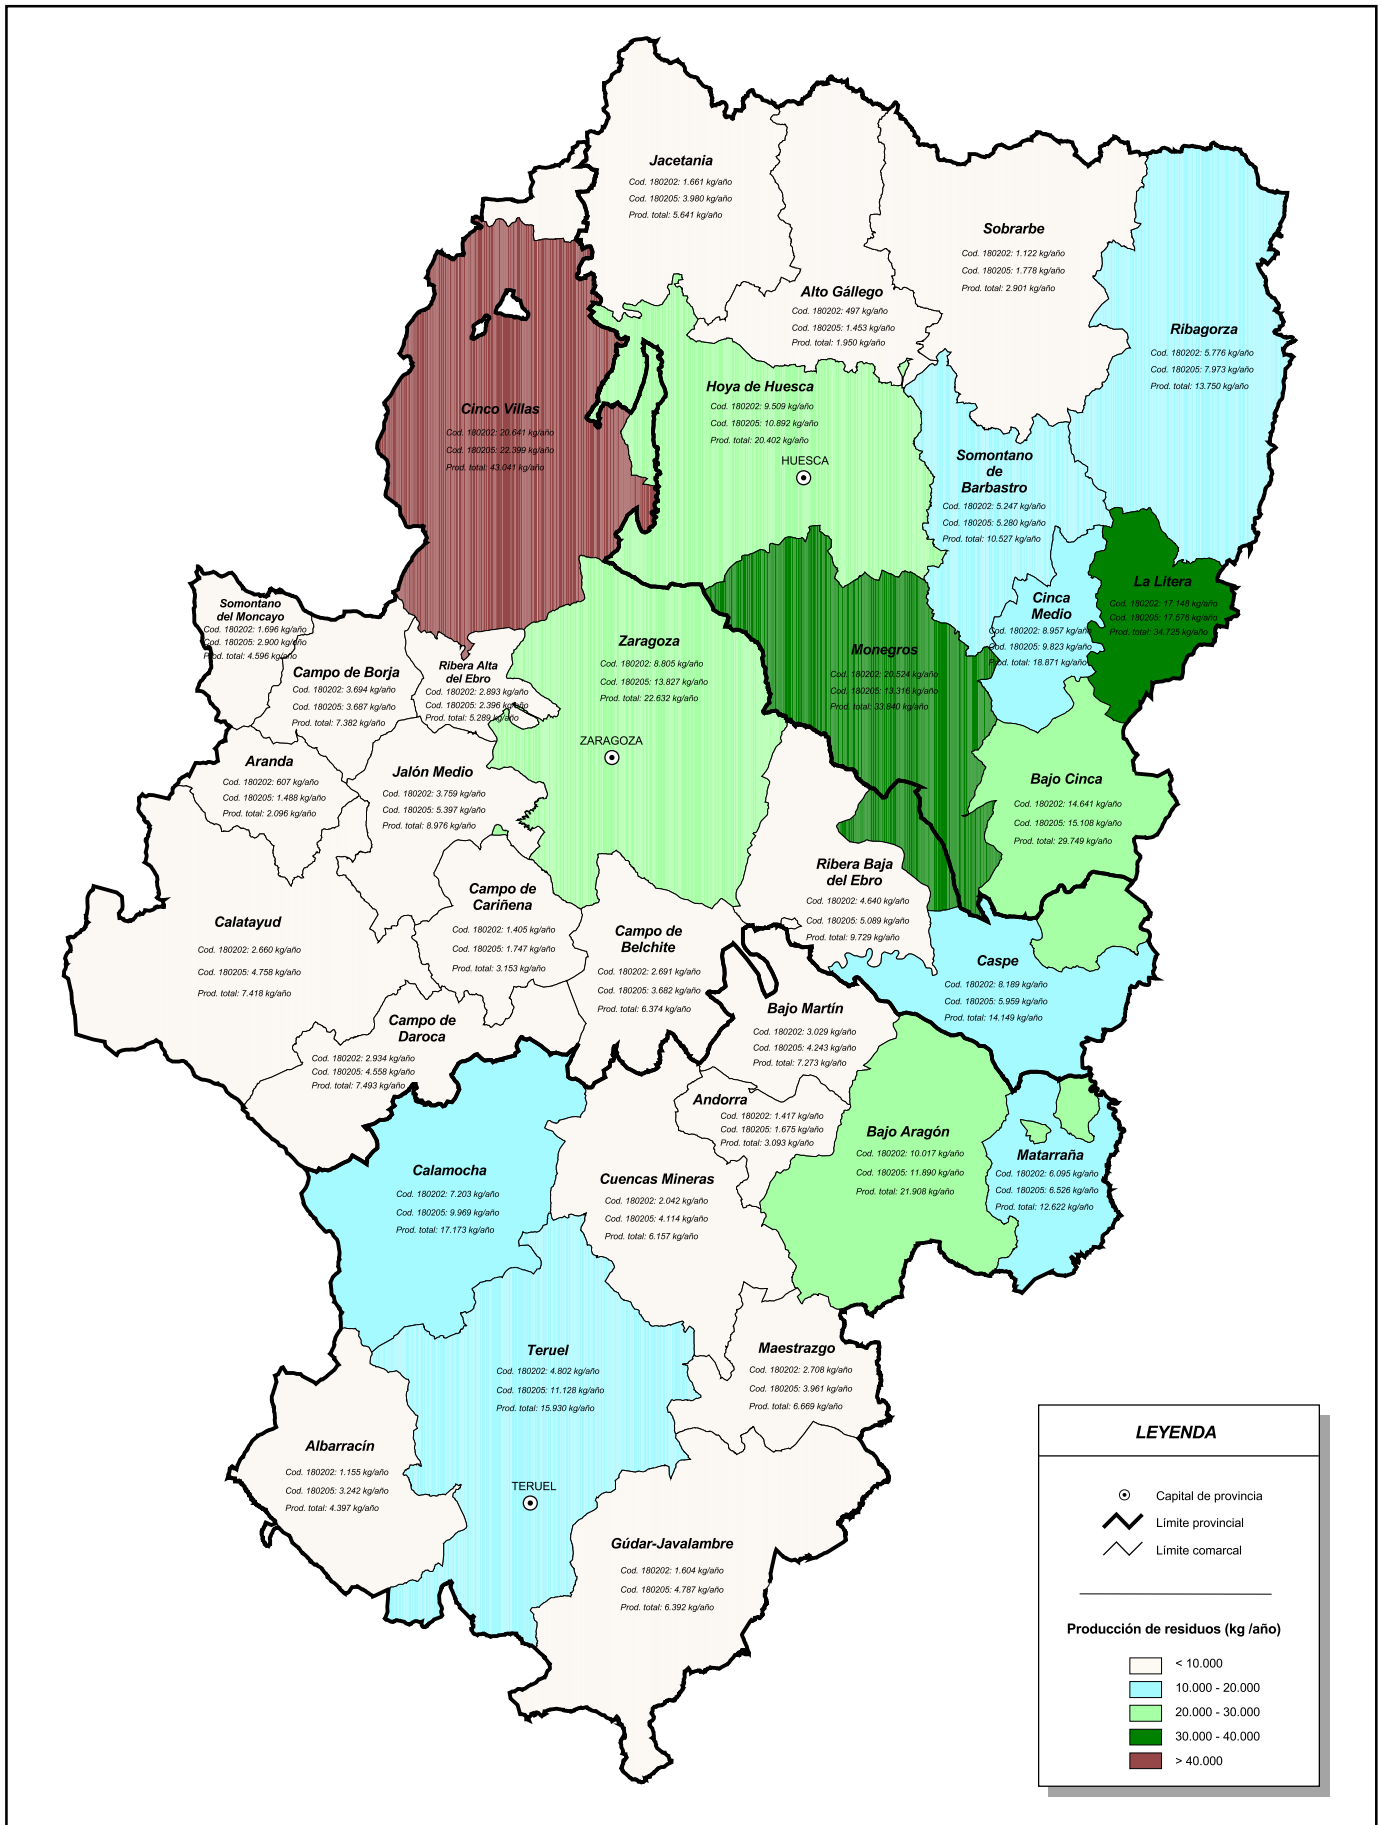 Jacetania
Cod. 180202: 1.661 kg/año
Cod. 180205: 3.980 kg/año
Prod. total: 5.641 kg/año
Sobrarbe
Cod. 180202: 1.122 kg/año
Cod. 180205: 1.778 kg/año
Prod. total: 2.901 kg/año
Alto Gállego
Cod. 180202: 497 kg/año
Cod. 180205: 1.453 kg/año
Prod. total: 1.950 kg/año
Ribagorza
Cod. 180202: 5.776 kg/año
Cod. 180205: 7.973 kg/año
Prod. total: 13.750 kg/año
Cinco Villas
Cod. 180202: 20.641 kg/año
Cod. 180205: 22.399 kg/año
Prod. total: 43.041 kg/año
Hoya de Huesca
Cod. 180202: 9.509 kg/año
Cod. 180205: 10.892 kg/año
Prod. total: 20.402 kg/año
HUESCA
Somontano
de
Barbastro
Cod. 180202: 5.247 kg/año
Cod. 180205: 5.280 kg/año
Prod. total: 10.527 kg/año
La Litera
Cod. 180202: 17.148 kg/año
Cod. 180205: 17.576 kg/año
Prod. total: 34.725 kg/año
Cinca
Medio
Cod. 180202: 8.957 kg/año
Cod. 180205: 9.823 kg/año
Prod. total: 18.871 kg/año
Somontano
del Moncayo
Cod. 180202: 1.696 kg/año
Cod. 180205: 2.900 kg/año
Prod. total: 4.596 kg/año
Campo de Borja
Cod. 180202: 3.694 kg/año
Cod. 180205: 3.687 kg/año
Prod. total: 7.382 kg/año
Ribera Alta
del Ebro
Cod. 180202: 2.893 kg/año
Cod. 180205: 2.396 kg/año
Prod. total: 5.289 kg/año
Zaragoza
Cod. 180202: 8.805 kg/año
Cod. 180205: 13.827 kg/año
Prod. total: 22.632 kg/año
ZARAGOZA
Monegros
Cod. 180202: 20.524 kg/año
Cod. 180205: 13.316 kg/año
Prod. total: 33.840 kg/año
Aranda
Cod. 180202: 607 kg/año
Cod. 180205: 1.488 kg/año
Prod. total: 2.096 kg/año
Jalón Medio
Cod. 180202: 3.759 kg/año
Cod. 180205: 5.397 kg/año
Prod. total: 8.976 kg/año
Bajo Cinca
Cod. 180202: 14.641 kg/año
Cod. 180205: 15.108 kg/año
Prod. total: 29.749 kg/año
Ribera Baja
del Ebro
Cod. 180202: 4.640 kg/año
Cod. 180205: 5.089 kg/año
Prod. total: 9.729 kg/año
Campo de
Cariñena
Cod. 180202: 1.405 kg/año
Cod. 180205: 1.747 kg/año
Prod. total: 3.153 kg/año
Calatayud
Cod. 180202: 2.660 kg/año
Cod. 180205: 4.758 kg/año
Prod. total: 7.418 kg/año
Campo de
Belchite
Cod. 180202: 2.691 kg/año
Cod. 180205: 3.682 kg/año
Prod. total: 6.374 kg/año
Caspe
Cod. 180202: 8.189 kg/año
Cod. 180205: 5.959 kg/año
Prod. total: 14.149 kg/año
Bajo Martín
Cod. 180202: 3.029 kg/año
Cod. 180205: 4.243 kg/año
Prod. total: 7.273 kg/año
Campo de
Daroca
Cod. 180202: 2.934 kg/año
Cod. 180205: 4.558 kg/año
Prod. total: 7.493 kg/año
Andorra
Cod. 180202: 1.417 kg/año
Cod. 180205: 1.675 kg/año
Prod. total: 3.093 kg/año
Bajo Aragón
Cod. 180202: 10.017 kg/año
Cod. 180205: 11.890 kg/año
Prod. total: 21.908 kg/año
Matarraña
Cod. 180202: 6.095 kg/año
Cod. 180205: 6.526 kg/año
Prod. total: 12.622 kg/año
Calamocha
Cod. 180202: 7.203 kg/año
Cod. 180205: 9.969 kg/año
Prod. total: 17.173 kg/año
Cuencas Mineras
Cod. 180202: 2.042 kg/año
Cod. 180205: 4.114 kg/año
Prod. total: 6.157 kg/año
Teruel
Cod. 180202: 4.802 kg/año
Cod. 180205: 11.128 kg/año
Prod. total: 15.930 kg/año
Maestrazgo
Cod. 180202: 2.708 kg/año
Cod. 180205: 3.961 kg/año
Prod. total: 6.669 kg/año
Albarracín
Cod. 180202: 1.155 kg/año
Cod. 180205: 3.242 kg/año
Prod. total: 4.397 kg/año
TERUEL
Gúdar-Javalambre
Cod. 180202: 1.604 kg/año
Cod. 180205: 4.787 kg/año
Prod. total: 6.392 kg/año
LEYENDA
Capital de provincia
Límite provincial
Límite comarcal
Producción de residuos (kg /año)
< 10.000
10.000 - 20.000
20.000 - 30.000
30.000 - 40.000
> 40.000